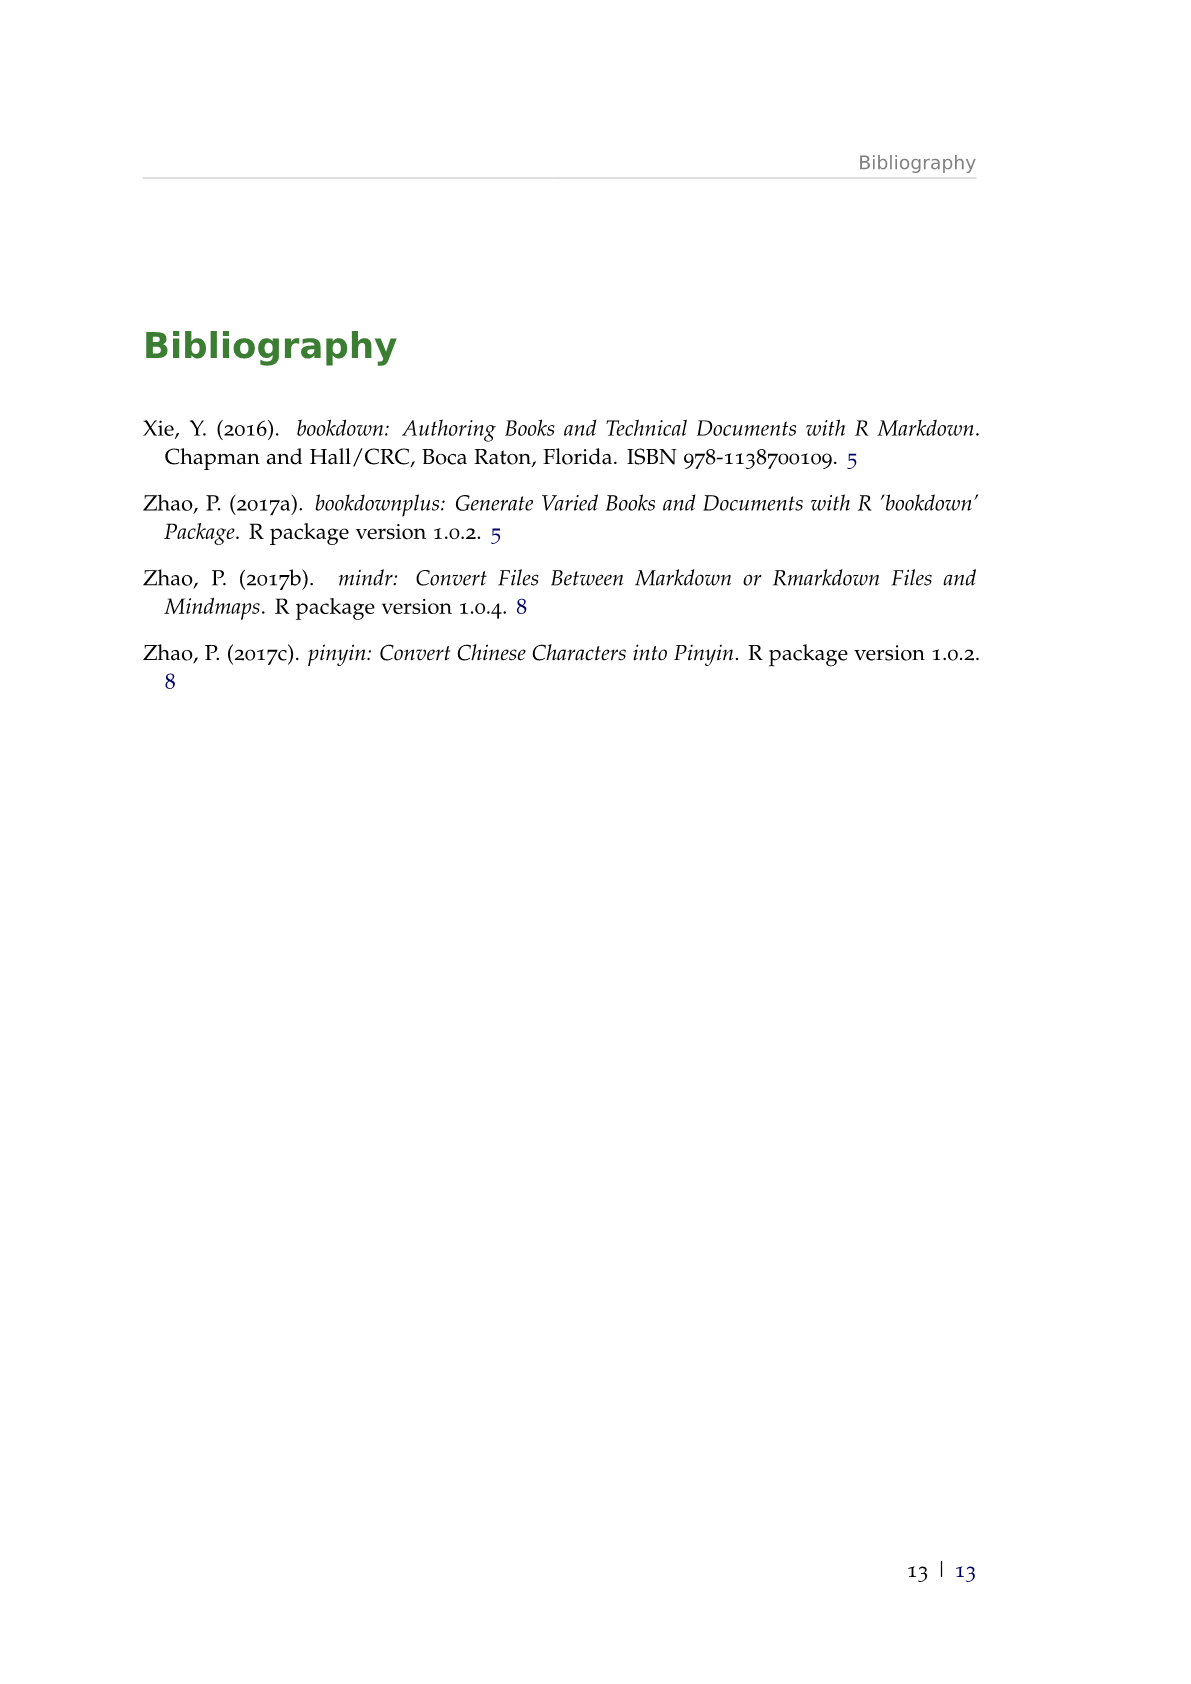 Bibliography
Bibliography
Xie, Y. (2016). bookdown: Authoring Books and Technical Documents with R Markdown.
Chapman and Hall/CRC, Boca Raton, Florida. ISBN 978-1138700109. 5
Zhao, P. (2017a). bookdownplus: Generate Varied Books and Documents with R ’bookdown’
Package. R package version 1.0.2. 5
Zhao, P. (2017b). mindr: Convert Files Between Markdown or Rmarkdown Files and
Mindmaps. R package version 1.0.4. 8
Zhao, P. (2017c). pinyin: Convert Chinese Characters into Pinyin. R package version 1.0.2.
8
13 | 13